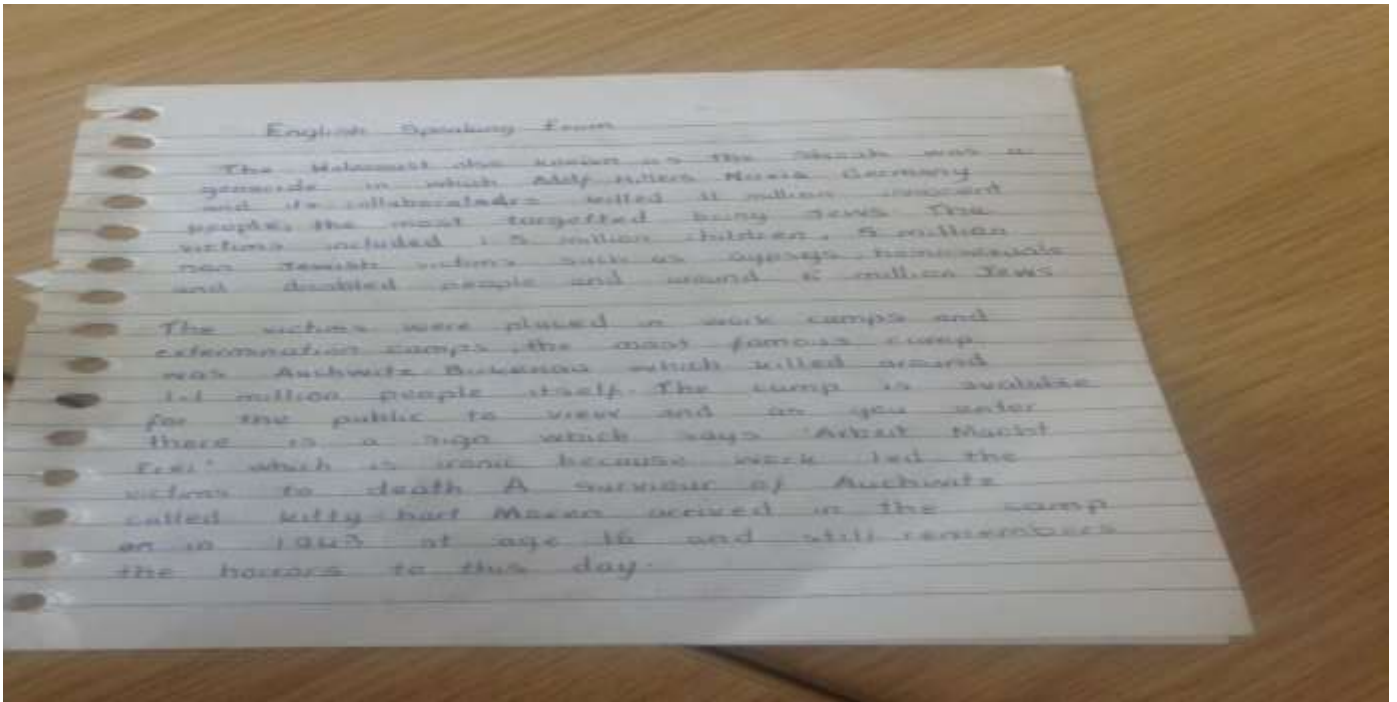 English Speaking Exam
The Holocaust also known as the Shoah was a
genocide in which Adolf Hitlers Nazis Germany
and its collaborators killed 11 million innocent
people, the most targetted being Jews The
victims included 1.5 million children, 5 million
non Jewish victims such as gypsys, homosexuals
and disabled people and around 6 million Jews
The victims were placed in work camps and
extermination camps, the most famous camp
was Auchwitz Birkenau which killed around
1.1 million people itself. The camp is available
for the public to view and as you enter
there is a sign which says 'Arbeit Macht
Frei' which is ironic because work led the
victims to death A surviour of Auchwitz
called Kitty hart Moxon arrived in the camp
on in 1943 at age 16 and still remembers
the horrors to this day.